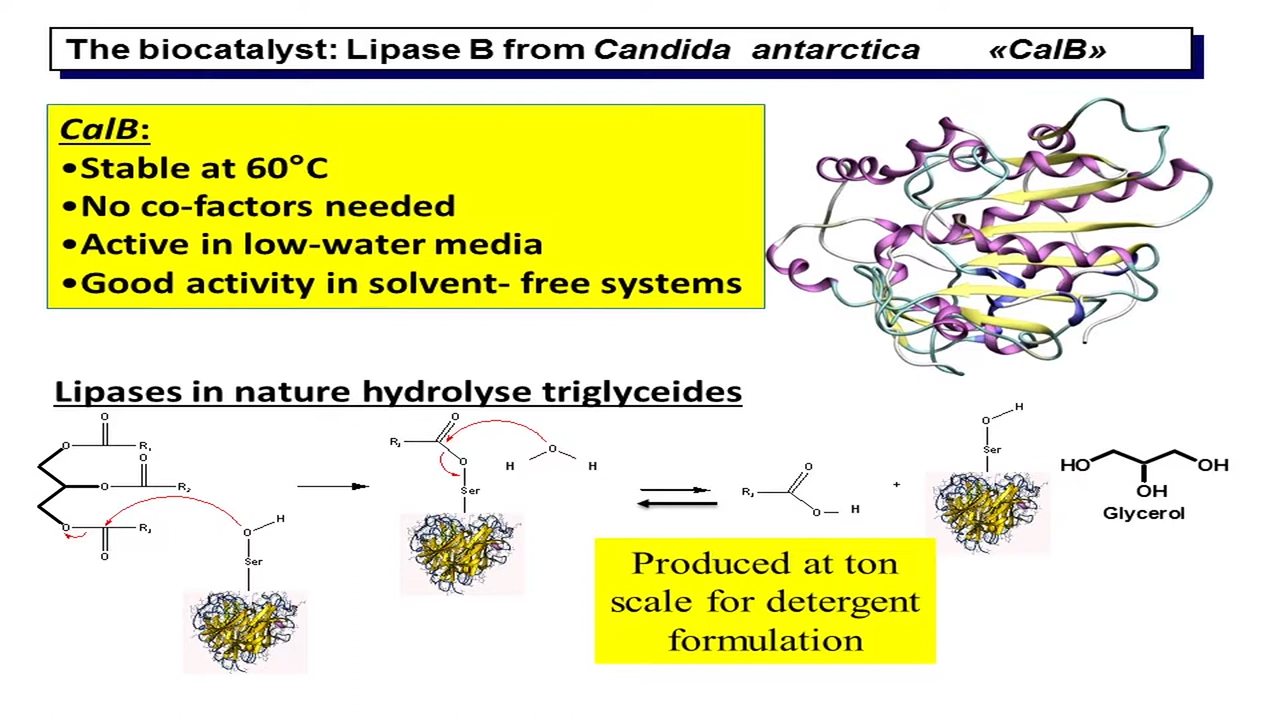 The biocatalyst: Lipase B from Candida antarctica «CalB»
CalB:
•Stable at 60°C
•No co-factors needed
•Active in low-water media
•Good activity in solvent- free systems
Lipases in nature hydrolyse triglyceides
O
O R₁
O
O R₂
O R₃
O
O H
Ser
O
R₃
O
Ser
O
H H
O
R₃
O H
+
H
O
Ser
HO OH
OH
Glycerol
Produced at ton
scale for detergent
formulation